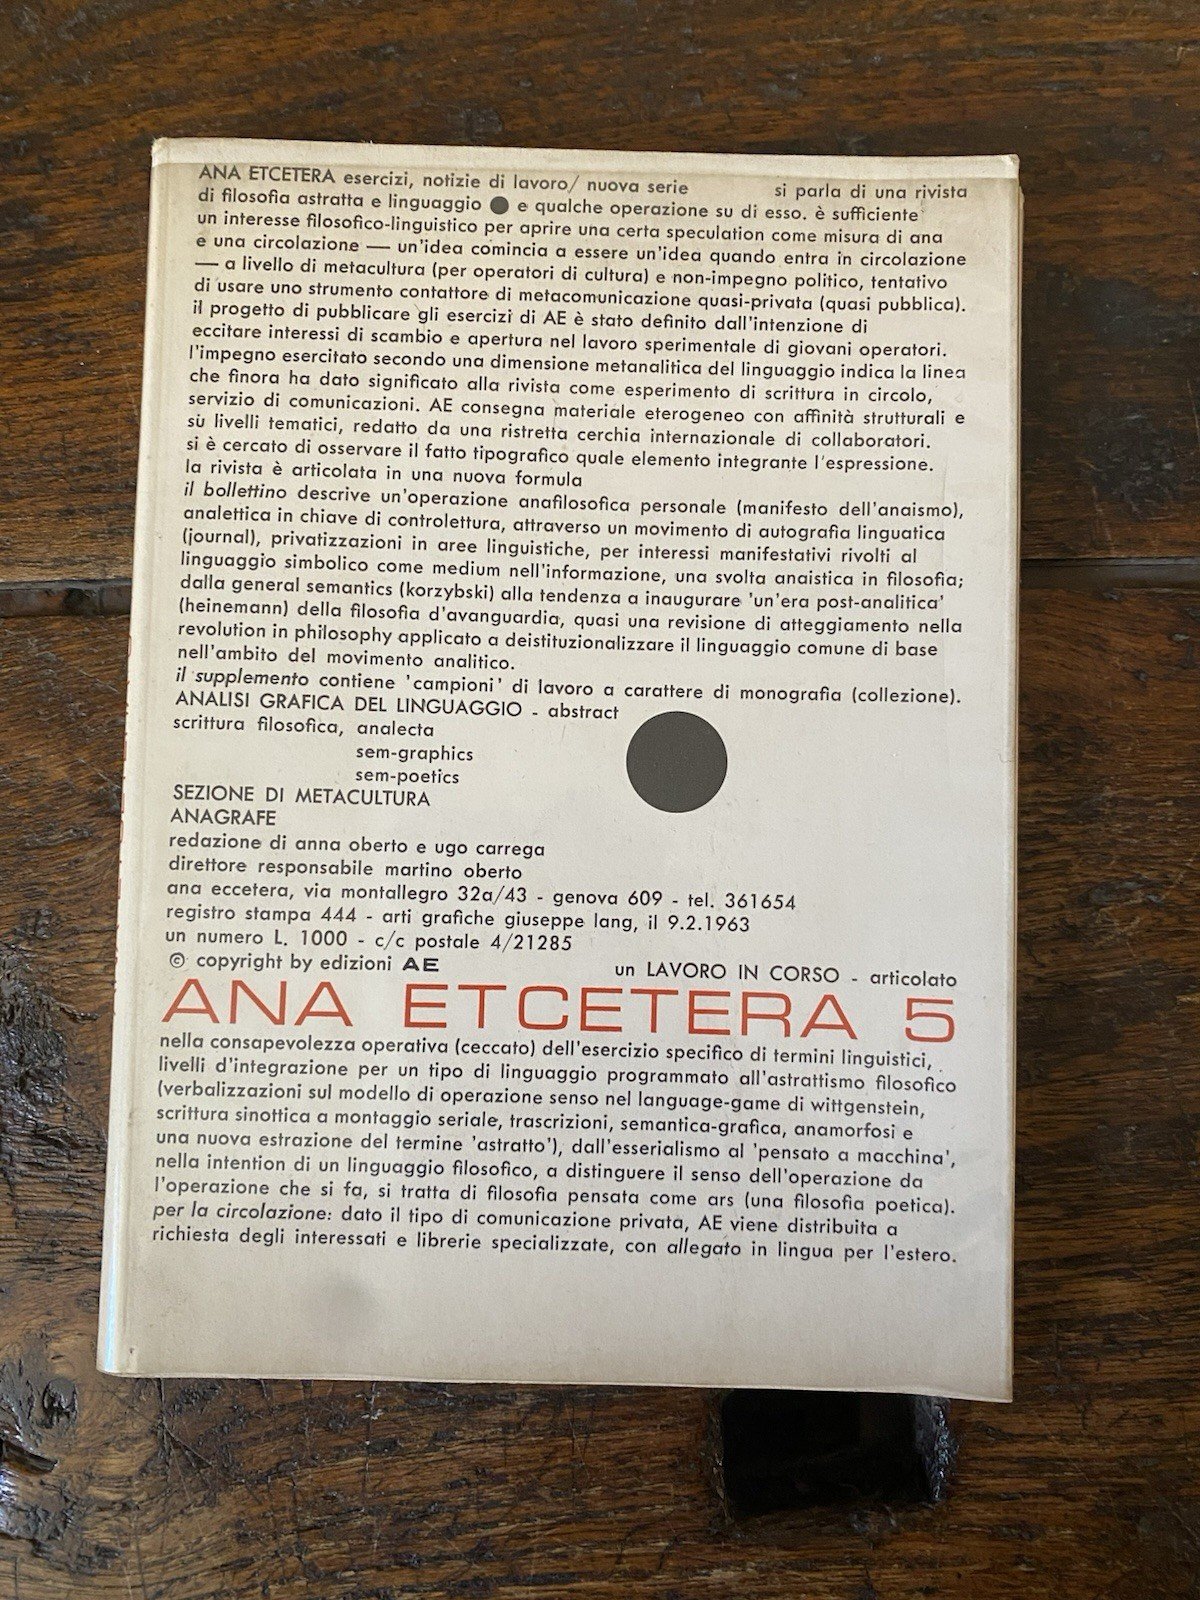 ANA ETCETERA esercizi, notizie di lavoro/ nuova serie si parla di una rivista
di filosofia astratta e linguaggio ● e qualche operazione su di esso. è sufficiente
un interesse filosofico-linguistico per aprire una certa speculation come misura di ana
e una circolazione — un'idea comincia a essere un'idea quando entra in circolazione
— a livello di metacultura (per operatori di cultura) e non-impegno politico, tentativo
di usare uno strumento contattore di metacomunicazione quasi-privata (quasi pubblica).
il progetto di pubblicare gli esercizi di AE è stato definito dall'intenzione di
eccitare interessi di scambio e apertura nel lavoro sperimentale di giovani operatori.
l'impegno esercitato secondo una dimensione metanalitica del linguaggio indica la linea
che finora ha dato significato alla rivista come esperimento di scrittura in circolo,
servizio di comunicazioni. AE consegna materiale eterogeneo con affinità strutturali e
su livelli tematici, redatto da una ristretta cerchia internazionale di collaboratori.
si è cercato di osservare il fatto tipografico quale elemento integrante l'espressione.
la rivista è articolata in una nuova formula
il bollettino descrive un'operazione anafilosofica personale (manifesto dell'anaismo),
analettica in chiave di controlettura, attraverso un movimento di autografia linguatica
(journal), privatizzazioni in aree linguistiche, per interessi manifestativi rivolti al
linguaggio simbolico come medium nell'informazione, una svolta anaistica in filosofia;
dalla general semantics (korzybski) alla tendenza a inaugurare 'un'era post-analitica'
(heinemann) della filosofia d'avanguardia, quasi una revisione di atteggiamento nella
revolution in philosophy applicato a deistituzionalizzare il linguaggio comune di base
nell'ambito del movimento analitico.
il supplemento contiene 'campioni' di lavoro a carattere di monografia (collezione).
ANALISI GRAFICA DEL LINGUAGGIO - abstract
scrittura filosofica, analecta
sem-graphics
sem-poetics
SEZIONE DI METACULTURA
ANAGRAFE
redazione di anna oberto e ugo carrega
direttore responsabile martino oberto
ana eccetera, via montallegro 32a/43 - genova 609 - tel. 361654
registro stampa 444 - arti grafiche giuseppe lang, il 9.2.1963
un numero L. 1000 - c/c postale 4/21285
© copyright by edizioni AE un LAVORO IN CORSO - articolato
ANA ETCETERA 5
nella consapevolezza operativa (ceccato) dell'esercizio specifico di termini linguistici,
livelli d'integrazione per un tipo di linguaggio programmato all'astrattismo filosofico
(verbalizzazioni sul modello di operazione senso nel language-game di wittgenstein,
scrittura sinottica a montaggio seriale, trascrizioni, semantica-grafica, anamorfosi e
una nuova estrazione del termine 'astratto'), dall'esserialismo al 'pensato a macchina',
nella intention di un linguaggio filosofico, a distinguere il senso dell'operazione da
l'operazione che si fa, si tratta di filosofia pensata come ars (una filosofia poetica).
per la circolazione: dato il tipo di comunicazione privata, AE viene distribuita a
richiesta degli interessati e librerie specializzate, con allegato in lingua per l'estero.